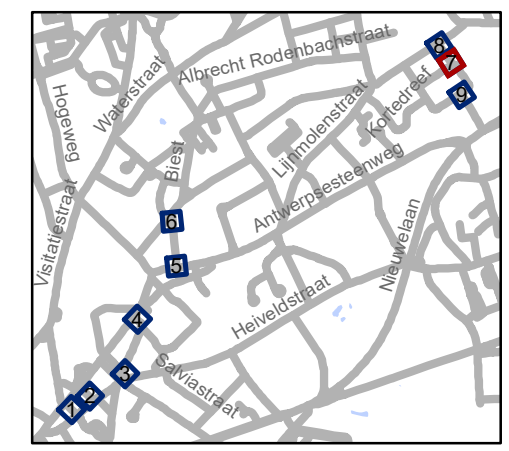 8
7
9
Albrecht Rodenbachstraat
Waterstraat
Hogeweg
Kortedreef
Lijnmolenstraat
Biest
Antwerpsesteenweg
Visitatiestraat
6
5
Nieuwelaan
Heiveldstraat
4
3
Salviastraat
2
1